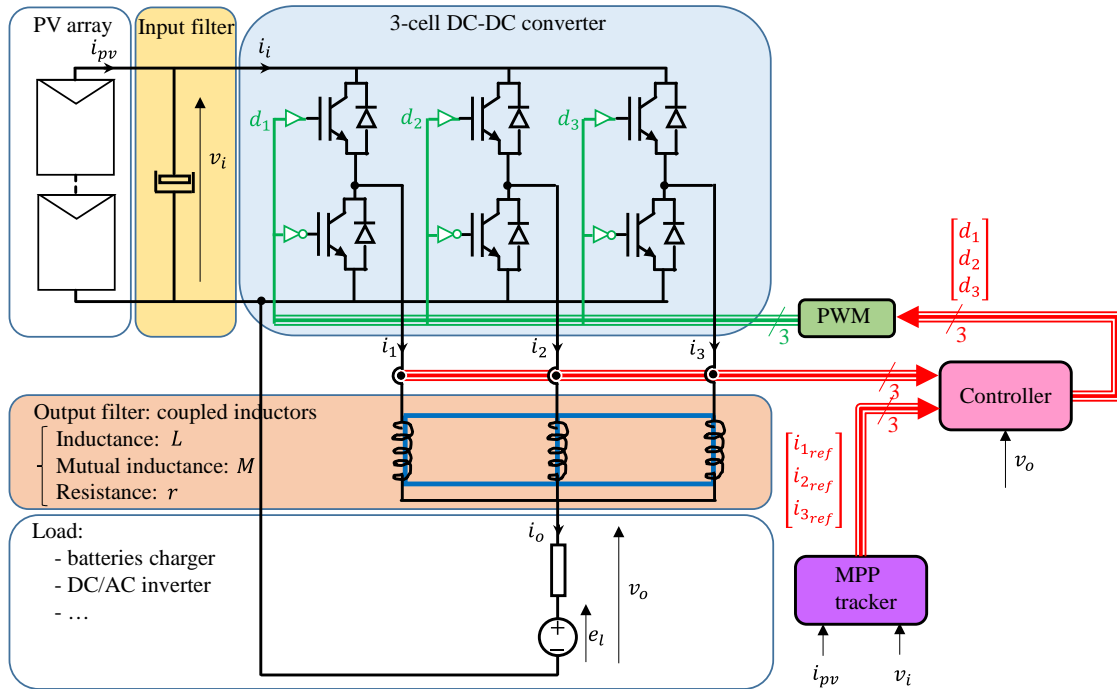 PV array
Input filter
3-cell DC-DC converter
i_pv
i_i
v_i
d_1
d_2
d_3
[d_1
d_2
d_3]
PWM
3
3
i_1
i_2
i_3
3
3
Controller
v_o
Output filter: coupled inductors
Inductance: L
Mutual inductance: M
Resistance: r
[i_1ref
i_2ref
i_3ref]
Load:
- batteries charger
- DC/AC inverter
- …
i_o
v_o
+
−
e_l
MPP
tracker
i_pv
v_i